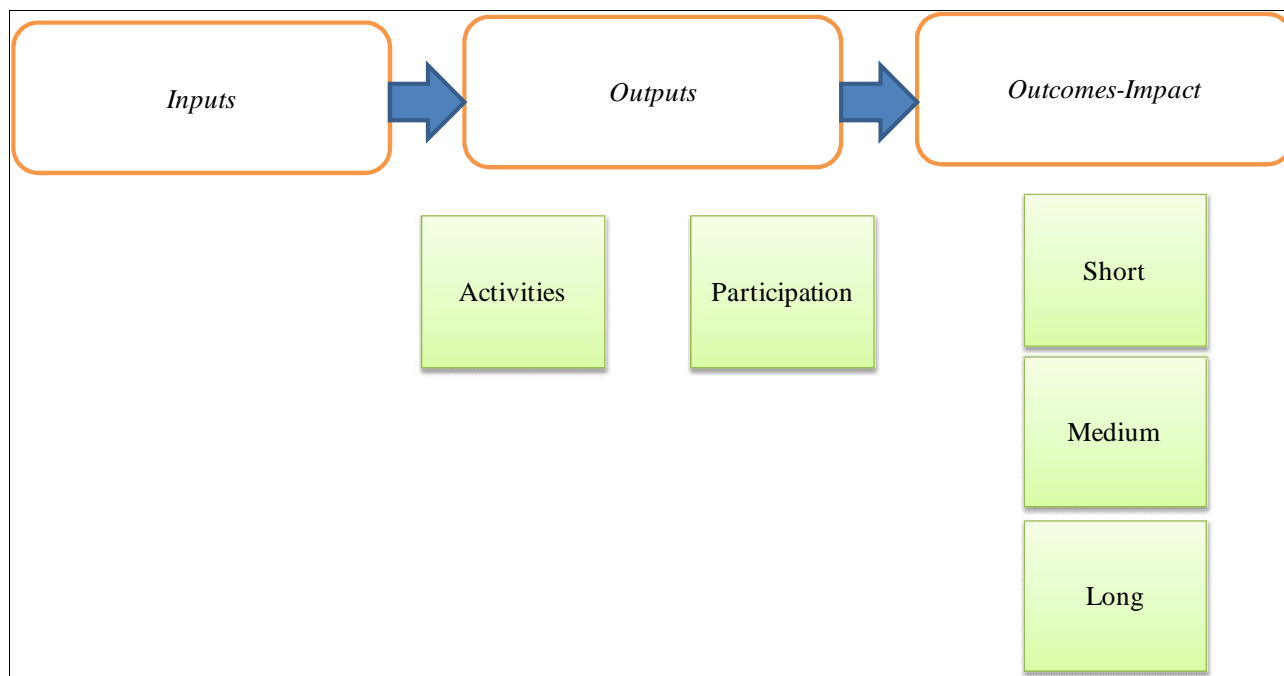 Inputs
Outputs
Outcomes-Impact
Activities
Participation
Short
Medium
Long